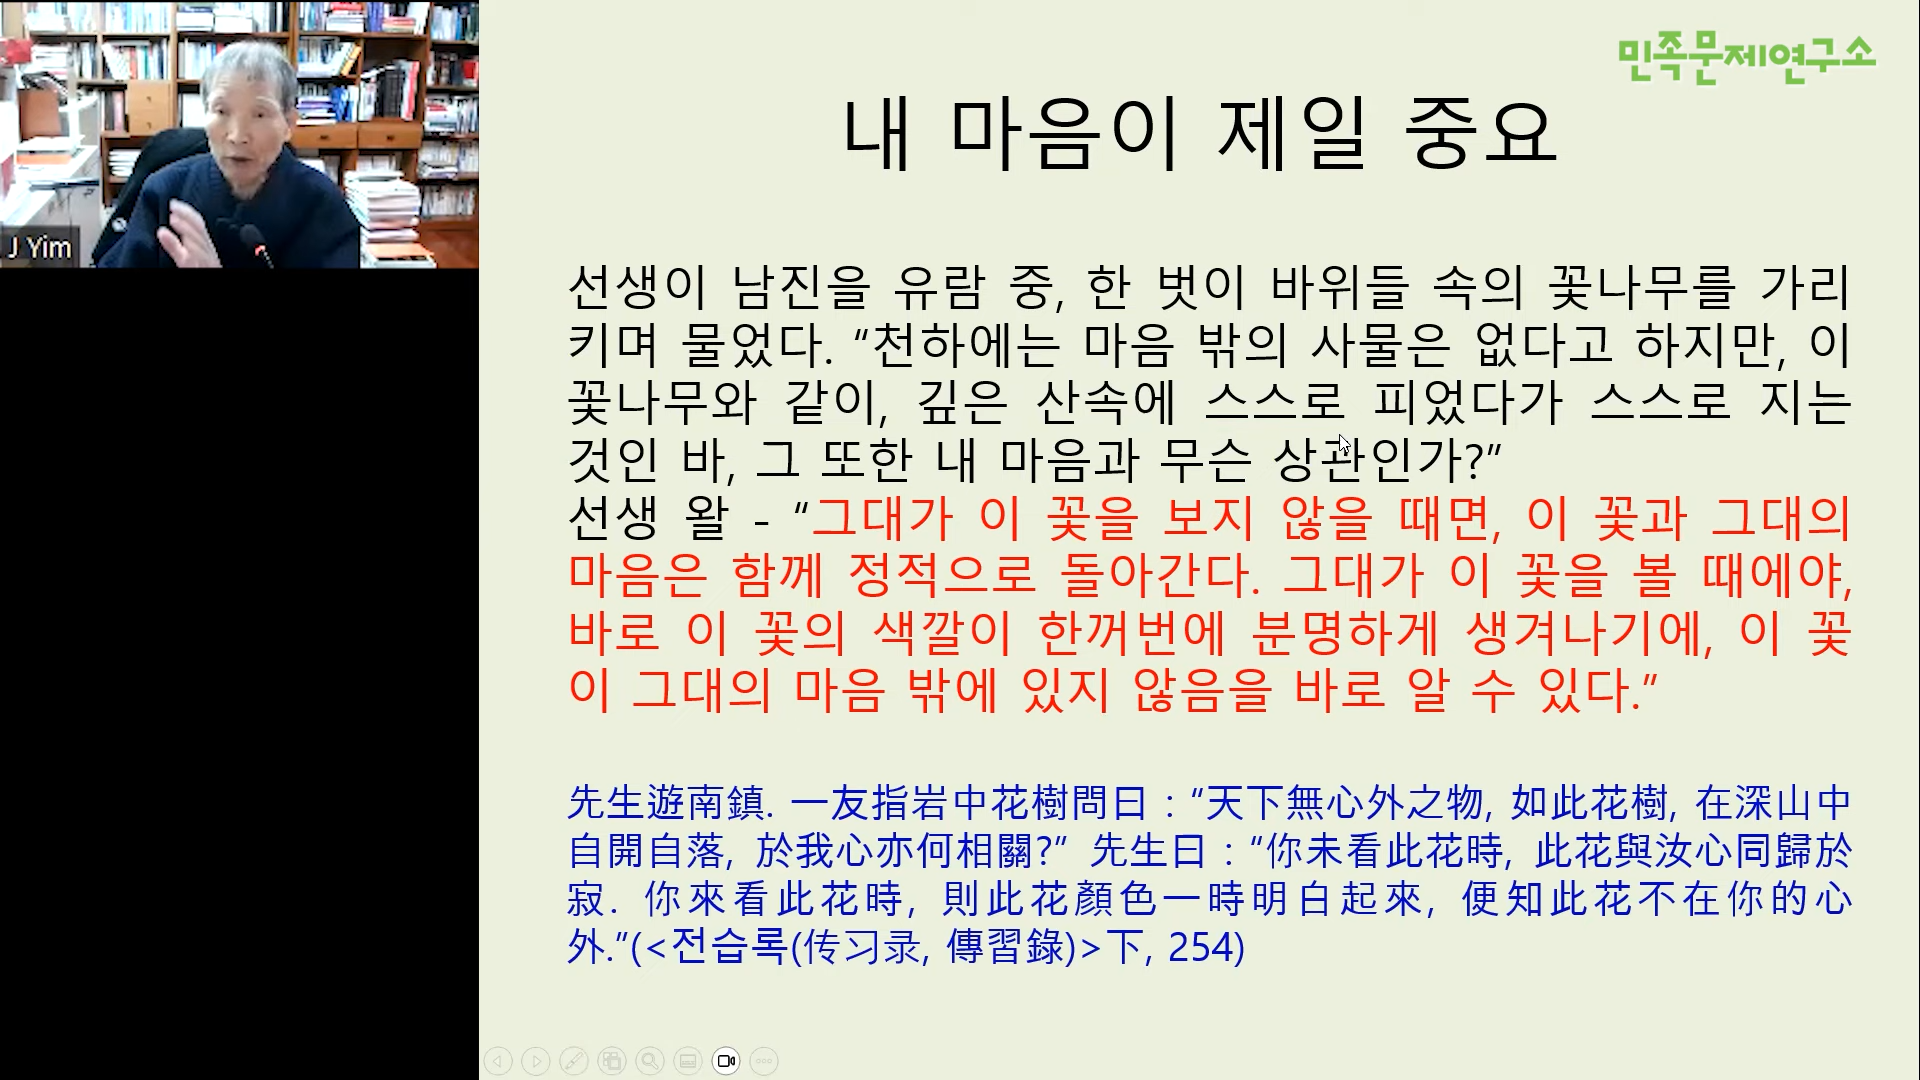 민족문제연구소
내 마음이 제일 중요
J Yim
선생이 남진을 유람 중, 한 벗이 바위들 속의 꽃나무를 가리
키며 물었다. “천하에는 마음 밖의 사물은 없다고 하지만, 이
꽃나무와 같이, 깊은 산속에 스스로 피었다가 스스로 지는
것인 바, 그 또한 내 마음과 무슨 상관인가?”
선생 왈 - “그대가 이 꽃을 보지 않을 때면, 이 꽃과 그대의
마음은 함께 정적으로 돌아간다. 그대가 이 꽃을 볼 때에야,
바로 이 꽃의 색깔이 한꺼번에 분명하게 생겨나기에, 이 꽃
이 그대의 마음 밖에 있지 않음을 바로 알 수 있다.”
先生遊南鎮. 一友指岩中花樹問曰 : “天下無心外之物, 如此花樹, 在深山中
自開自落, 於我心亦何相關?” 先生曰 : “你未看此花時, 此花與汝心同歸於
寂. 你來看此花時, 則此花顏色一時明白起來, 便知此花不在你的心
外.”(<전습록(传习录, 傳習錄)>下, 254)